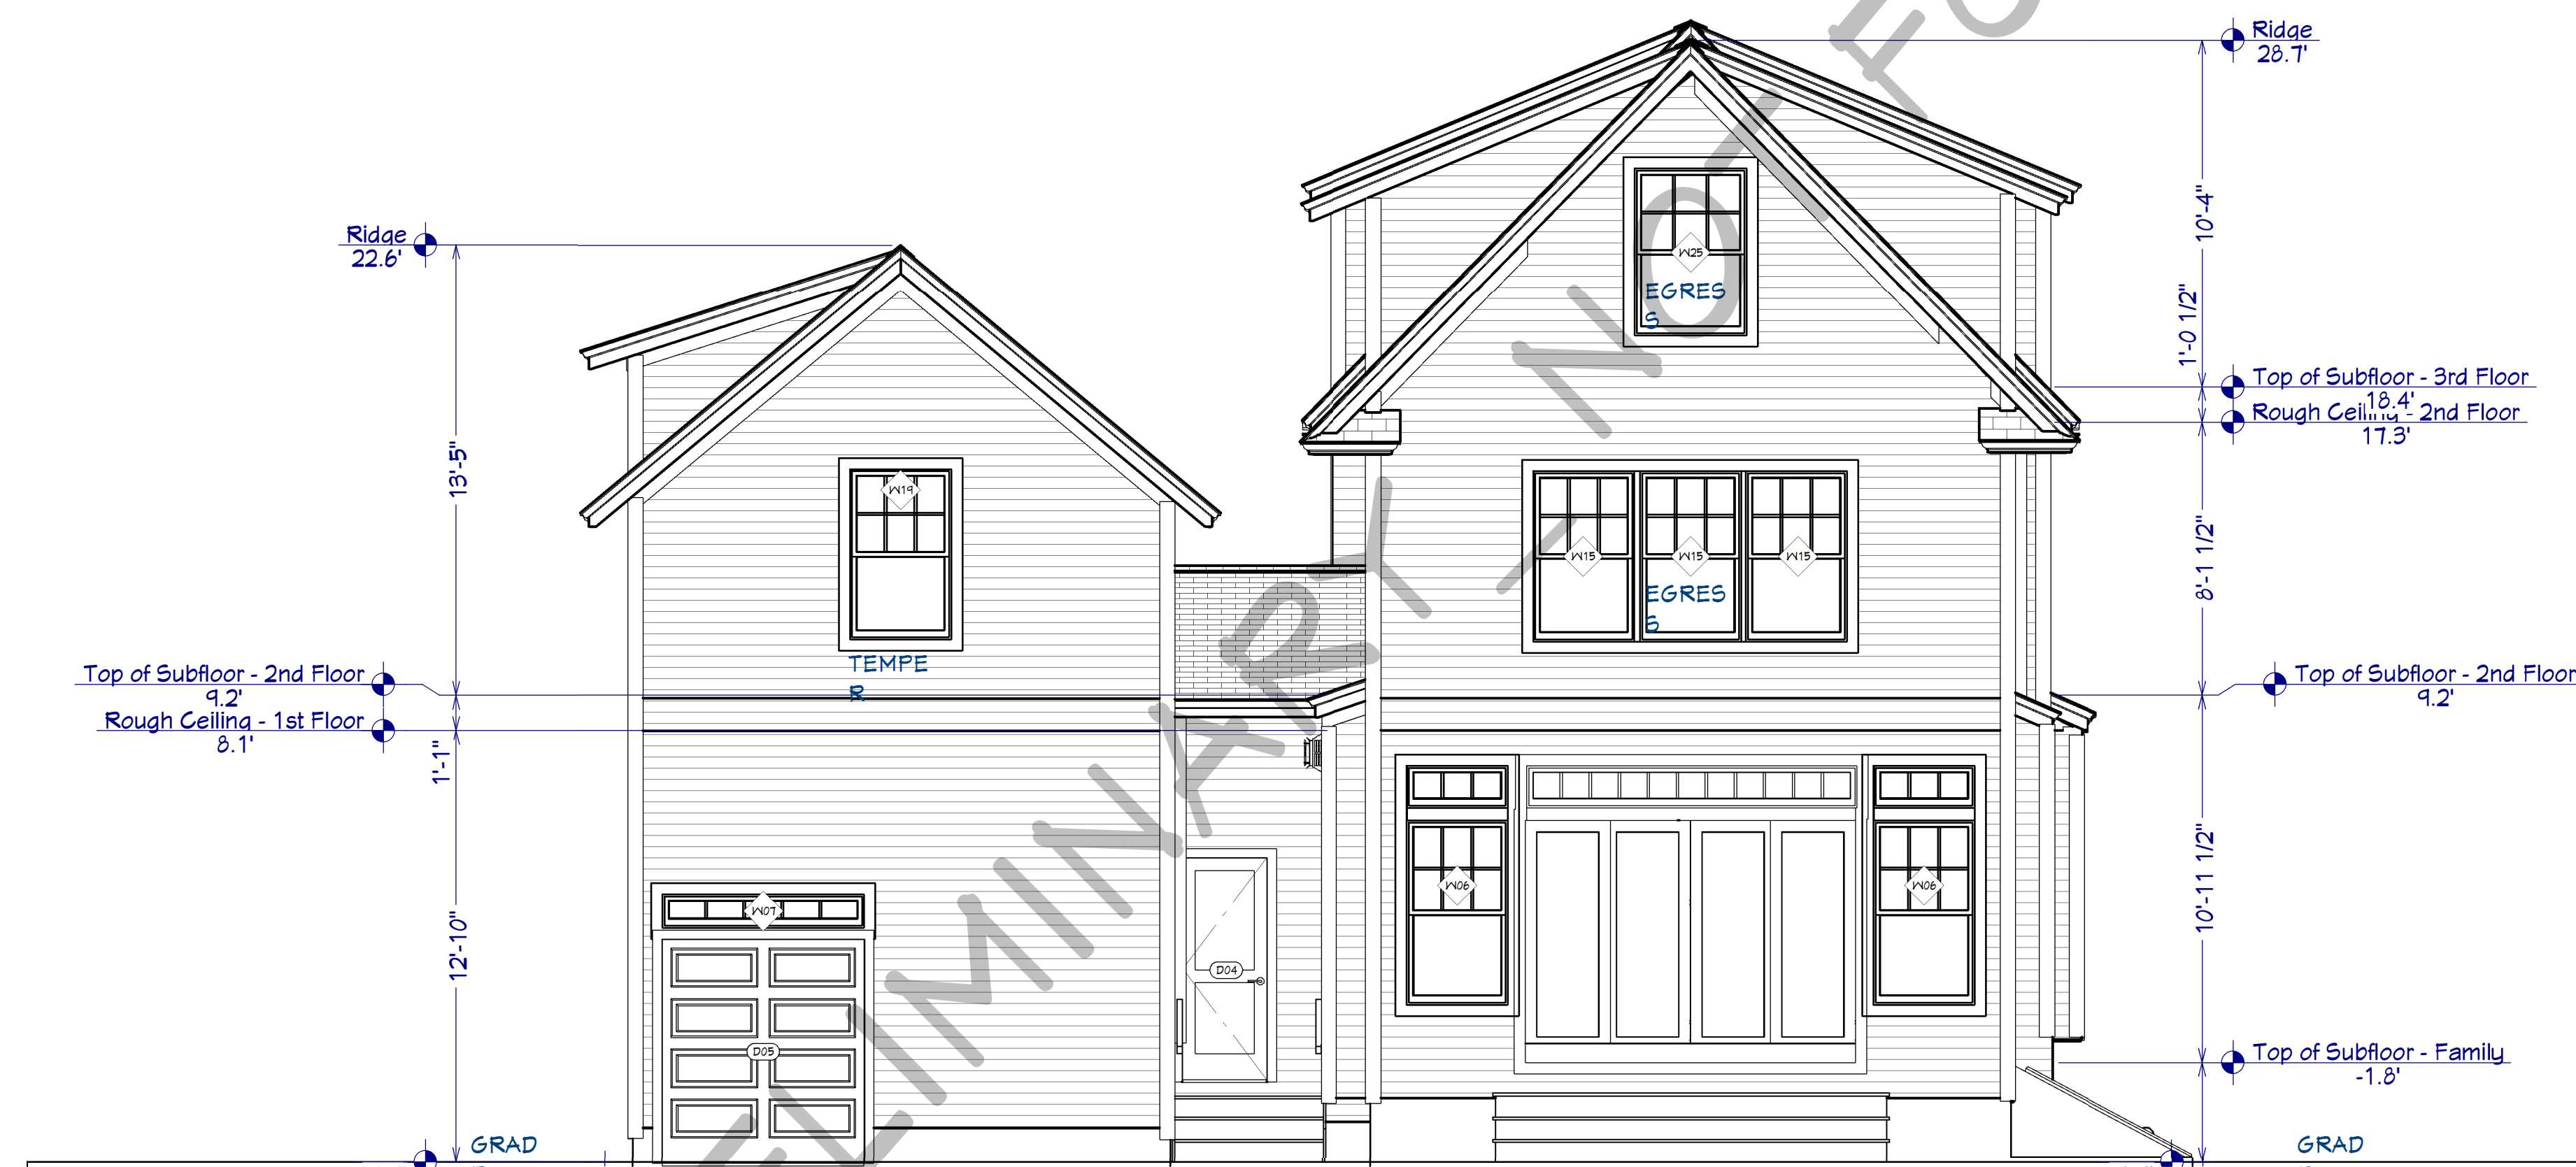 Ridge
28.7'
10'-4"
1'-0 1/2"
Top of Subfloor - 3rd Floor
18.4'
Rough Ceiling - 2nd Floor
17.3'
8'-1 1/2"
Top of Subfloor - 2nd Floor
9.2'
10'-11 1/2"
Top of Subfloor - Family
-1.8'
GRAD
Ridge
22.6'
13'-5"
Top of Subfloor - 2nd Floor
9.2'
Rough Ceiling - 1st Floor
8.1'
1'-1"
12'-10"
GRAD
W25
EGRES
S
W19
TEMPE
R
W15
W15
W15
EGRES
S
W06
W06
W07
D04
D05
ELIMINARY_NOT FO